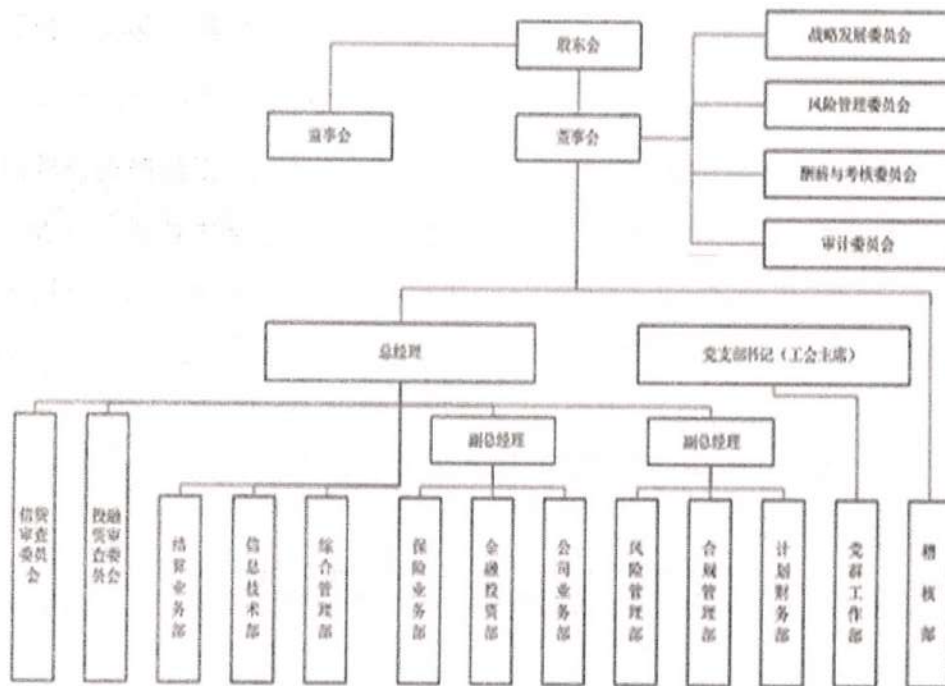 股东会
战略发展委员会
风险管理委员会
监事会
董事会
酬薪与考核委员会
审计委员会
总经理
党支部书记（工会主席）
副总经理
副总经理
信贷审查委员会
投融资审查委员会
结算业务部
信息技术部
综合管理部
保险业务部
金融投资部
公司业务部
风险管理部
合规管理部
计划财务部
党群工作部
稽核部